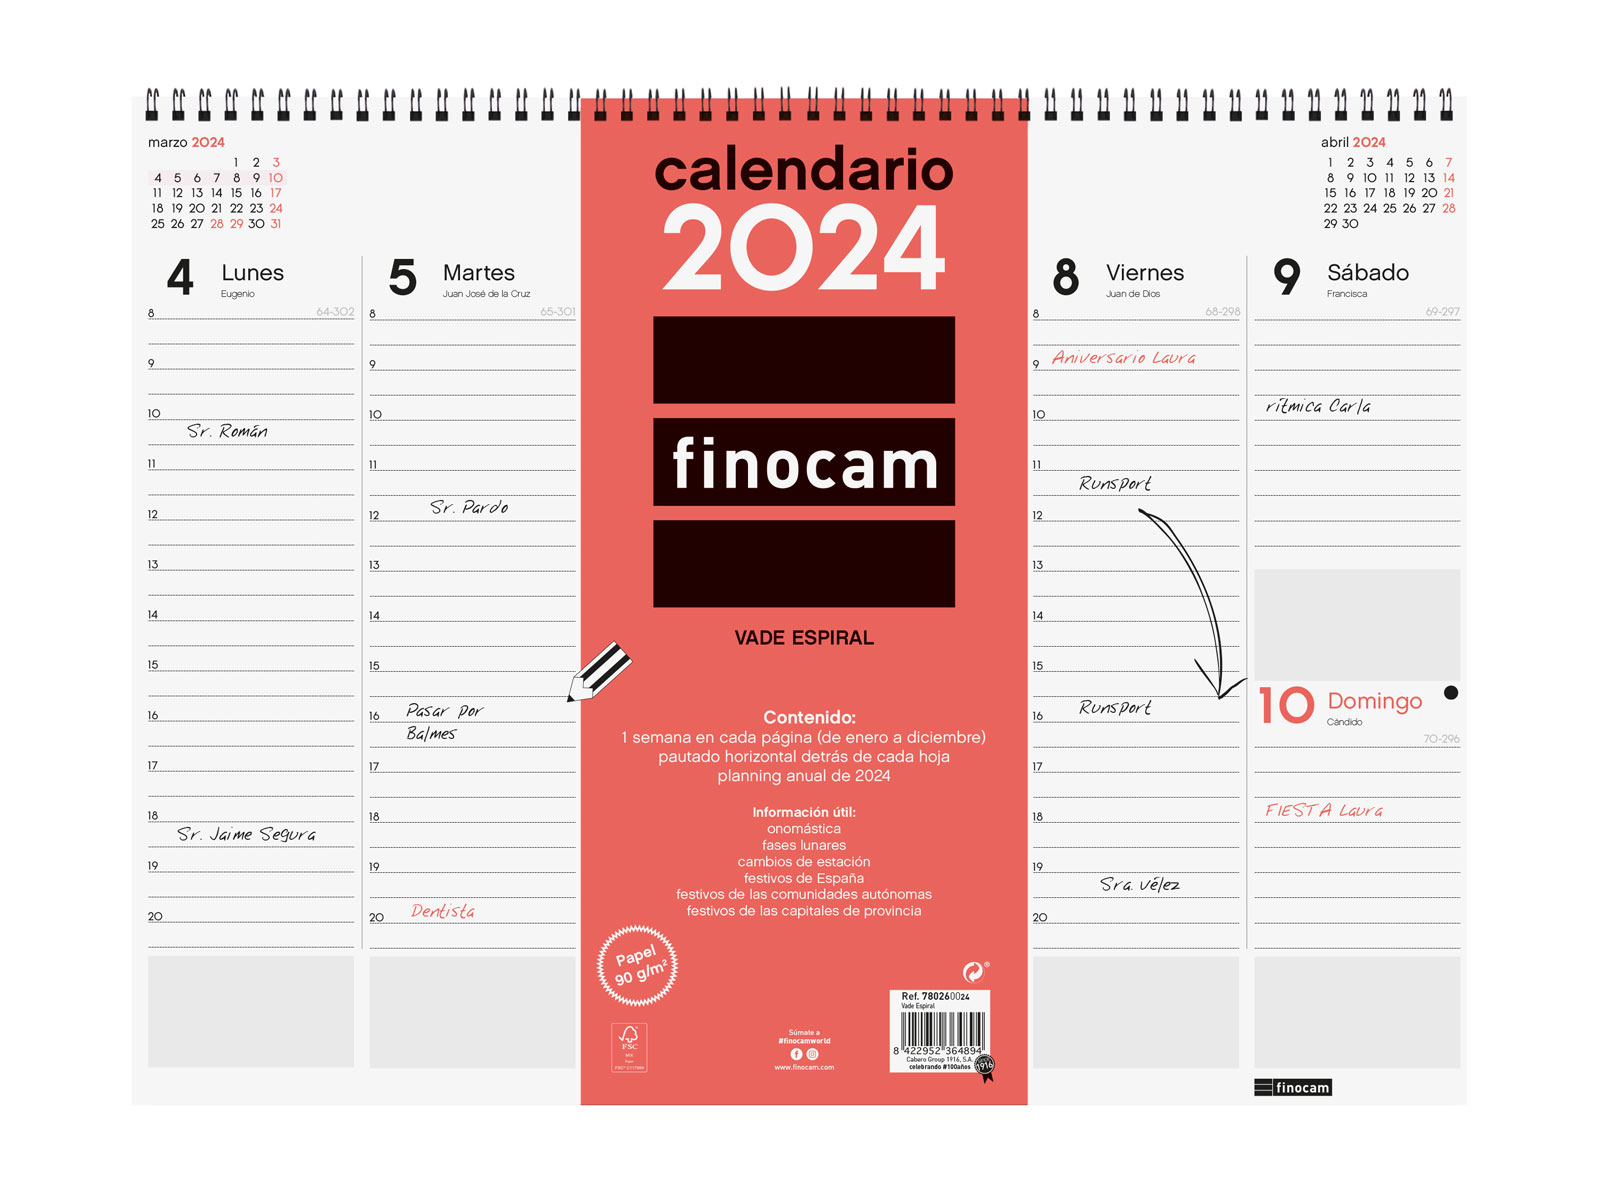 marzo 2024
1 2 3
4 5 6 7 8 9 10
11 12 13 14 15 16 17
18 19 20 21 22 23 24
25 26 27 28 29 30 31
4 Lunes
Eugenio
64-302
8
9
10
Sr. Román
11
12
13
14
15
16
17
18
Sr. Jaime Segura
19
20
5 Martes
Juan José de la Cruz
65-301
8
9
10
11
Sr. Pardo
12
13
14
15
16 Pasar por
Balmes
17
18
19
20 Dentista
calendario
2024
finocam
VADE ESPIRAL
Contenido:
1 semana en cada página (de enero a diciembre)
pautado horizontal detrás de cada hoja
planning anual de 2024
Información útil:
onomástica
fases lunares
cambios de estación
festivos de España
festivos de las comunidades autónomas
festivos de las capitales de provincia
Papel
90 g/m²
FSC
MIX
Súmate a
#finocamworld
www.finocam.com
Ref. 780260024
Vade Espiral
8 422952 364894
Cabero Group 1916, S.A.
celebrando #100años
1916
8 Viernes
Juan de Dios
68-298
8
9 Aniversario Laura
10
11
Runsport
12
13
14
15
16 Runsport
17
18
19
Sra. Vélez
20
abril 2024
1 2 3 4 5 6 7
8 9 10 11 12 13 14
15 16 17 18 19 20 21
22 23 24 25 26 27 28
29 30
9 Sábado
Francisca
69-297
rítmica Carla
10 Domingo
Cándido
70-296
FIESTA Laura
finocam